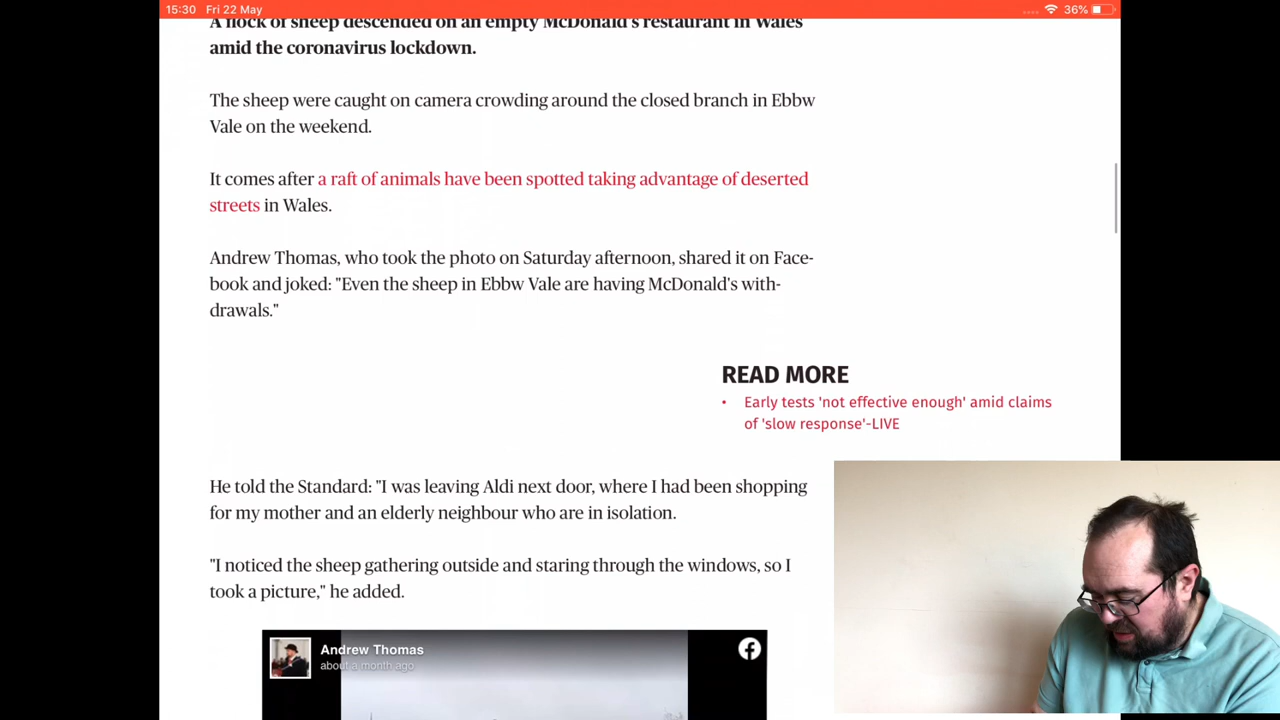 15:30 Fri 22 May
36%
A flock of sheep descended on an empty McDonald's restaurant in Wales
amid the coronavirus lockdown.
The sheep were caught on camera crowding around the closed branch in Ebbw
Vale on the weekend.
It comes after a raft of animals have been spotted taking advantage of deserted
streets in Wales.
Andrew Thomas, who took the photo on Saturday afternoon, shared it on Face-
book and joked: "Even the sheep in Ebbw Vale are having McDonald's with-
drawals."
READ MORE
• Early tests 'not effective enough' amid claims
of 'slow response'-LIVE
He told the Standard: "I was leaving Aldi next door, where I had been shopping
for my mother and an elderly neighbour who are in isolation.
"I noticed the sheep gathering outside and staring through the windows, so I
took a picture," he added.
Andrew Thomas
about a month ago